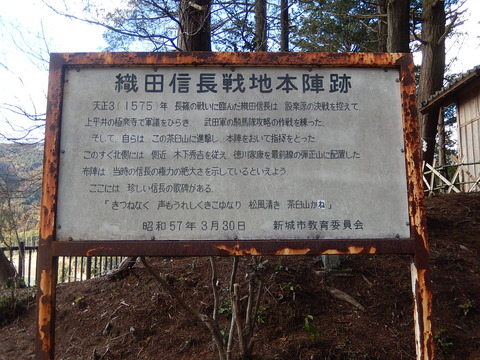 織田信長戦地本陣跡
天正3(1575)年 長篠の戦いに臨んだ織田信長は、設楽原の決戦を控えて、
上平井の極楽寺で軍議をひらき、武田軍の騎馬隊攻略の作戦を練った。
そして、自らは、この茶臼山に進撃し、本陣をおいて指揮をとった。
このすぐ北側には、側近、木下秀吉を従え、徳川家康を最前線の弾正山に配置した
布陣は、当時の信長の権力の絶大さを示しているといえよう。
ここには、珍しい信長の歌碑がある。
「きつねなく 声もうれしくきこゆなり 松風清き 茶臼山かね」
昭和57年3月30日 新城市教育委員会